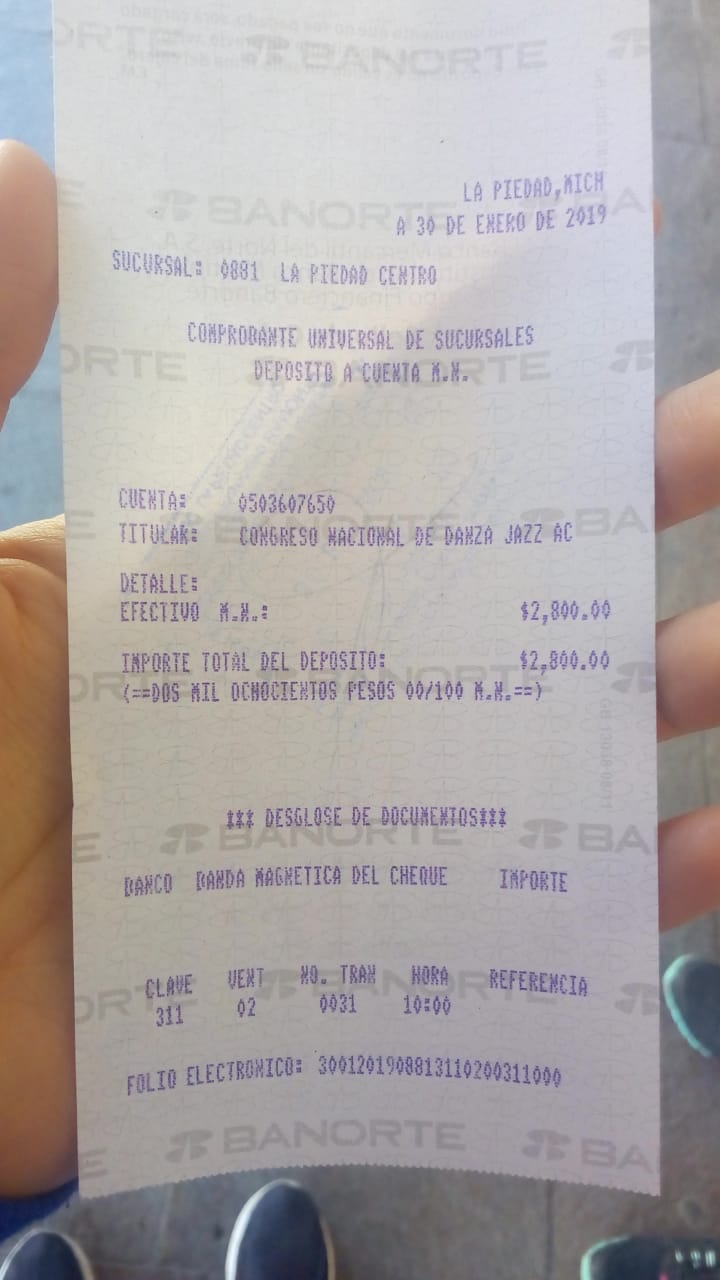 BANORTE
LA PIEDAD,MICH
A 30 DE ENERO DE 2019
BANORTE
SUCURSAL: 0881 LA PIEDAD CENTRO
COMPROBANTE UNIVERSAL DE SUCURSALES
DEPOSITO A CUENTA M.N.
CUENTA: 0503607650
TITULAR: CONGRESO NACIONAL DE DANZA JAZZ AC
DETALLE:
EFECTIVO M.N.: $2,800.00
IMPORTE TOTAL DEL DEPOSITO: $2,800.00
(==DOS MIL OCHOCIENTOS PESOS 00/100 M.N.==)
*** DESGLOSE DE DOCUMENTOS***
BANORTE
BANCO BANDA MAGNETICA DEL CHEQUE IMPORTE
CLAVE VENT NO. TRAN HORA REFERENCIA
311 02 0031 10:00
FOLIO ELECTRONICO: 3001201908813110200311000
BANORTE